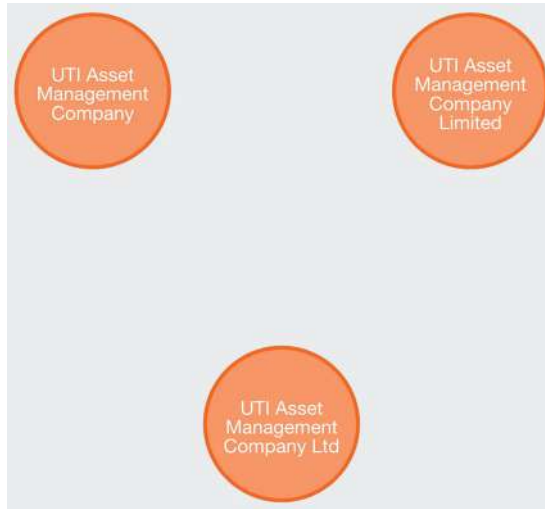 UTI Asset
Management
Company
UTI Asset
Management
Company
Limited
UTI Asset
Management
Company Ltd